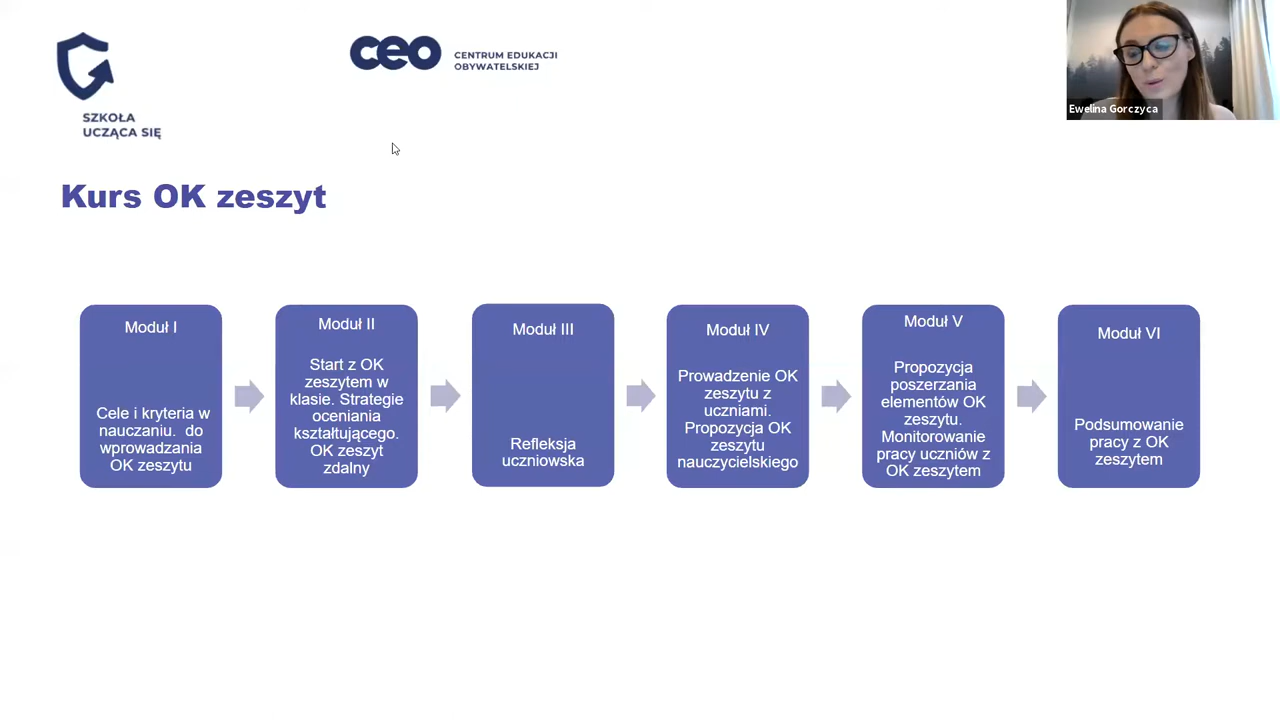 SZKOŁA
UCZĄCA SIĘ
ceo
CENTRUM EDUKACJI
OBYWATELSKIEJ
Ewelina Gorczyca
Kurs OK zeszyt
Moduł I
Cele i kryteria w
nauczaniu.  do
wprowadzania
OK zeszytu
Moduł II
Start z OK
zeszytem w
klasie. Strategie
oceniania
kształtującego.
OK zeszyt
zdalny
Moduł III
Refleksja
uczniowska
Moduł IV
Prowadzenie OK
zeszytu z
uczniami.
Propozycja OK
zeszytu
nauczycielskiego
Moduł V
Propozycja
poszerzania
elementów OK
zeszytu.
Monitorowanie
pracy uczniów z
OK zeszytem
Moduł VI
Podsumowanie
pracy z OK
zeszytem